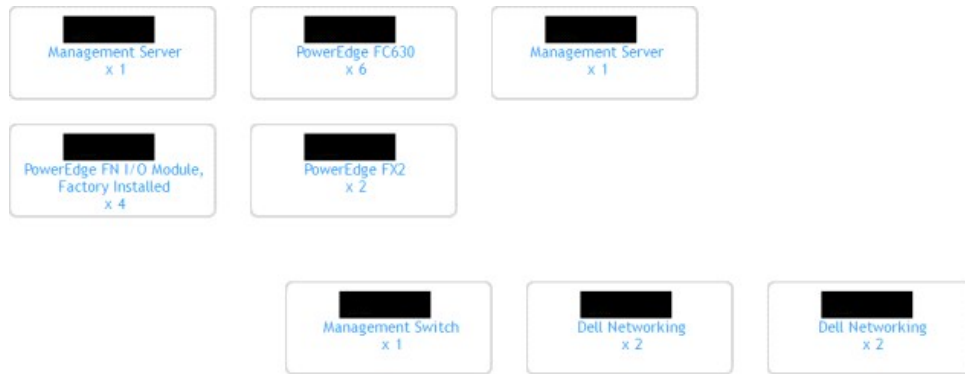 Management Server
x 1
PowerEdge FC630
x 6
Management Server
x 1
PowerEdge FN I/O Module,
Factory Installed
x 4
PowerEdge FX2
x 2
Management Switch
x 1
Dell Networking
x 2
Dell Networking
x 2